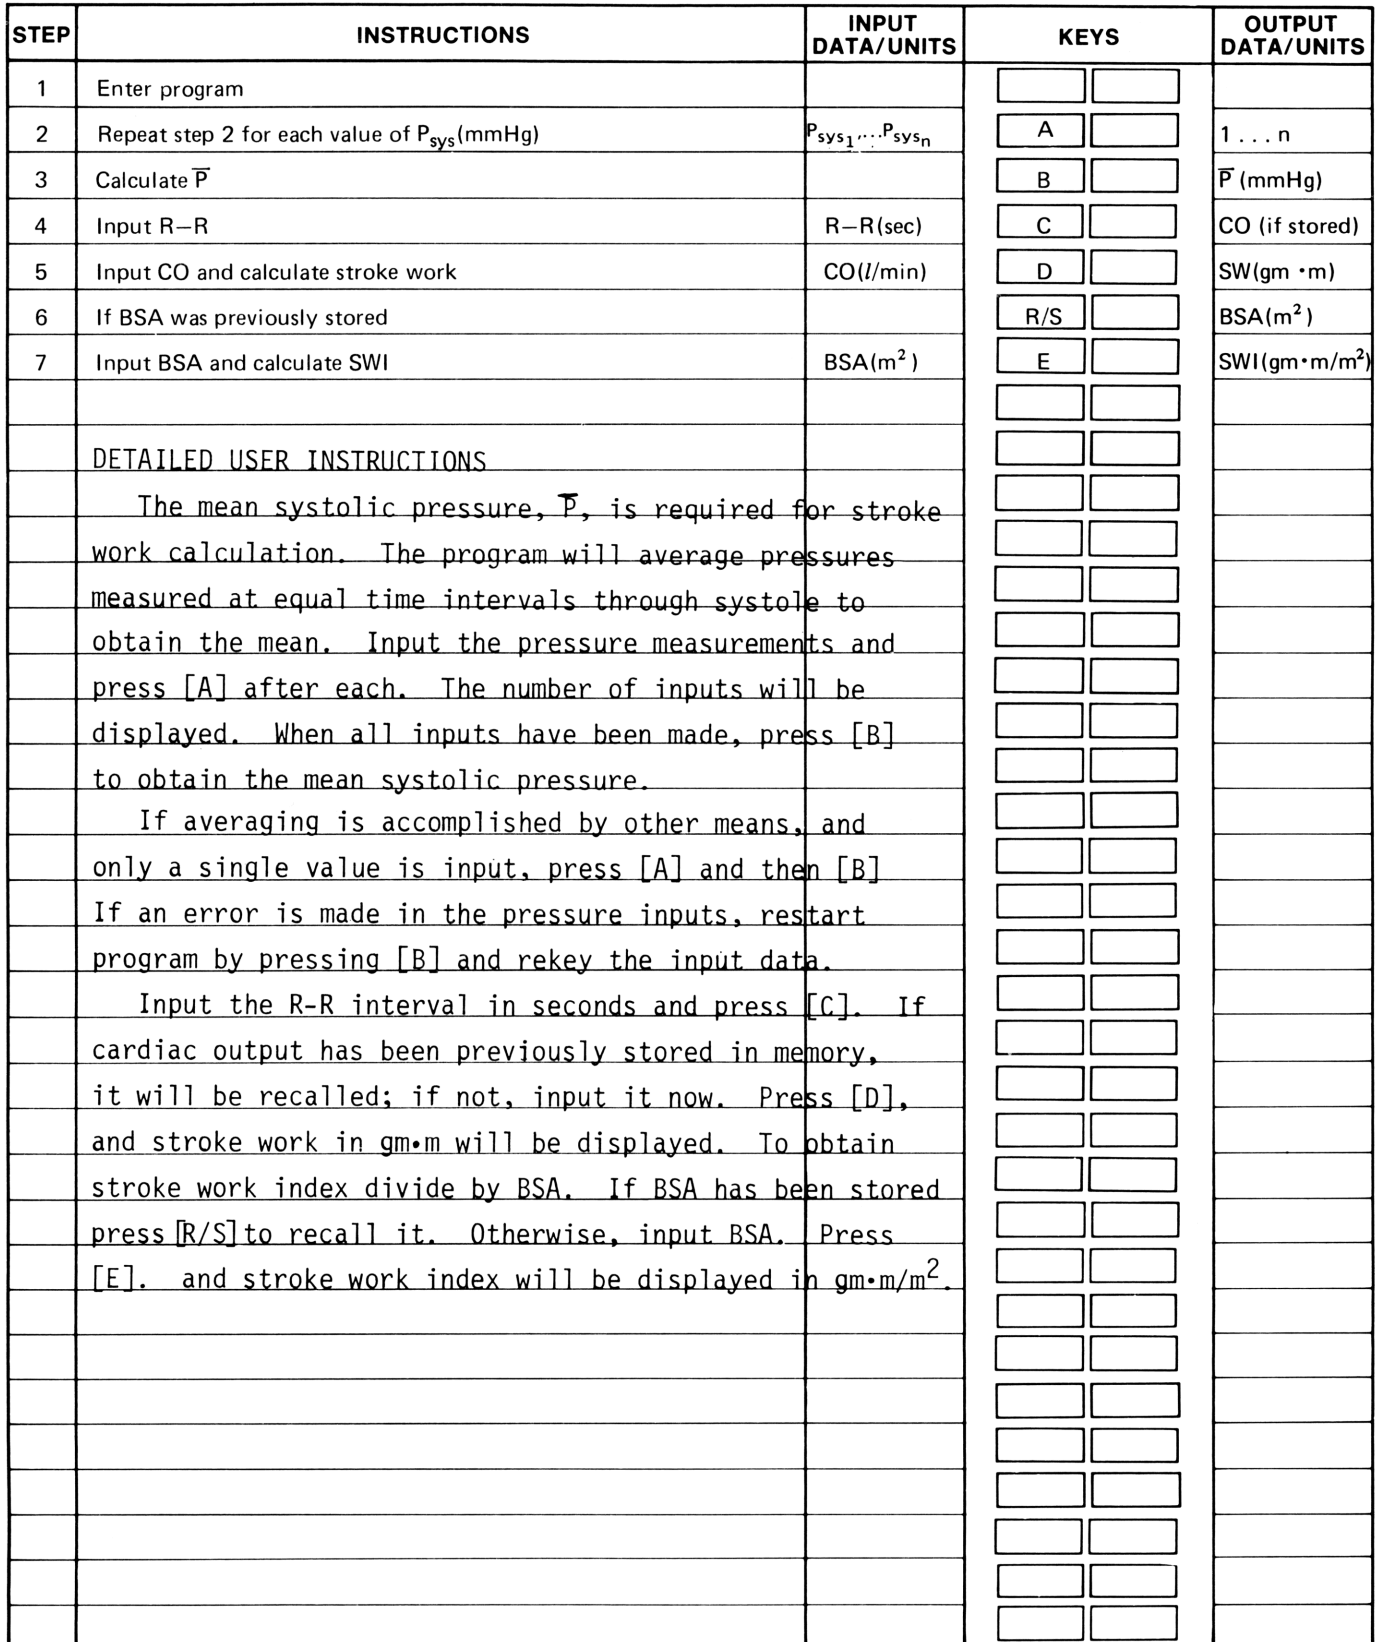 STEP INSTRUCTIONS INPUT DATA/UNITS KEYS OUTPUT DATA/UNITS
1 Enter program
2 Repeat step 2 for each value of P_sys(mmHg) P_sys₁,...P_sysₙ A 1 . . . n
3 Calculate P̅ B P̅ (mmHg)
4 Input R–R R–R(sec) C CO (if stored)
5 Input CO and calculate stroke work CO(l/min) D SW(gm •m)
6 If BSA was previously stored R/S BSA(m²)
7 Input BSA and calculate SWI BSA(m²) E SWI(gm•m/m²)
DETAILED USER INSTRUCTIONS
The mean systolic pressure, P̅, is required for stroke
work calculation. The program will average pressures
measured at equal time intervals through systole to
obtain the mean. Input the pressure measurements and
press [A] after each. The number of inputs will be
displayed. When all inputs have been made, press [B]
to obtain the mean systolic pressure.
If averaging is accomplished by other means, and
only a single value is input, press [A] and then [B]
If an error is made in the pressure inputs, restart
program by pressing [B] and rekey the input data.
Input the R-R interval in seconds and press [C]. If
cardiac output has been previously stored in memory,
it will be recalled; if not, input it now. Press [D],
and stroke work in gm•m will be displayed. To obtain
stroke work index divide by BSA. If BSA has been stored
press [R/S] to recall it. Otherwise, input BSA. Press
[E]. and stroke work index will be displayed in gm•m/m².